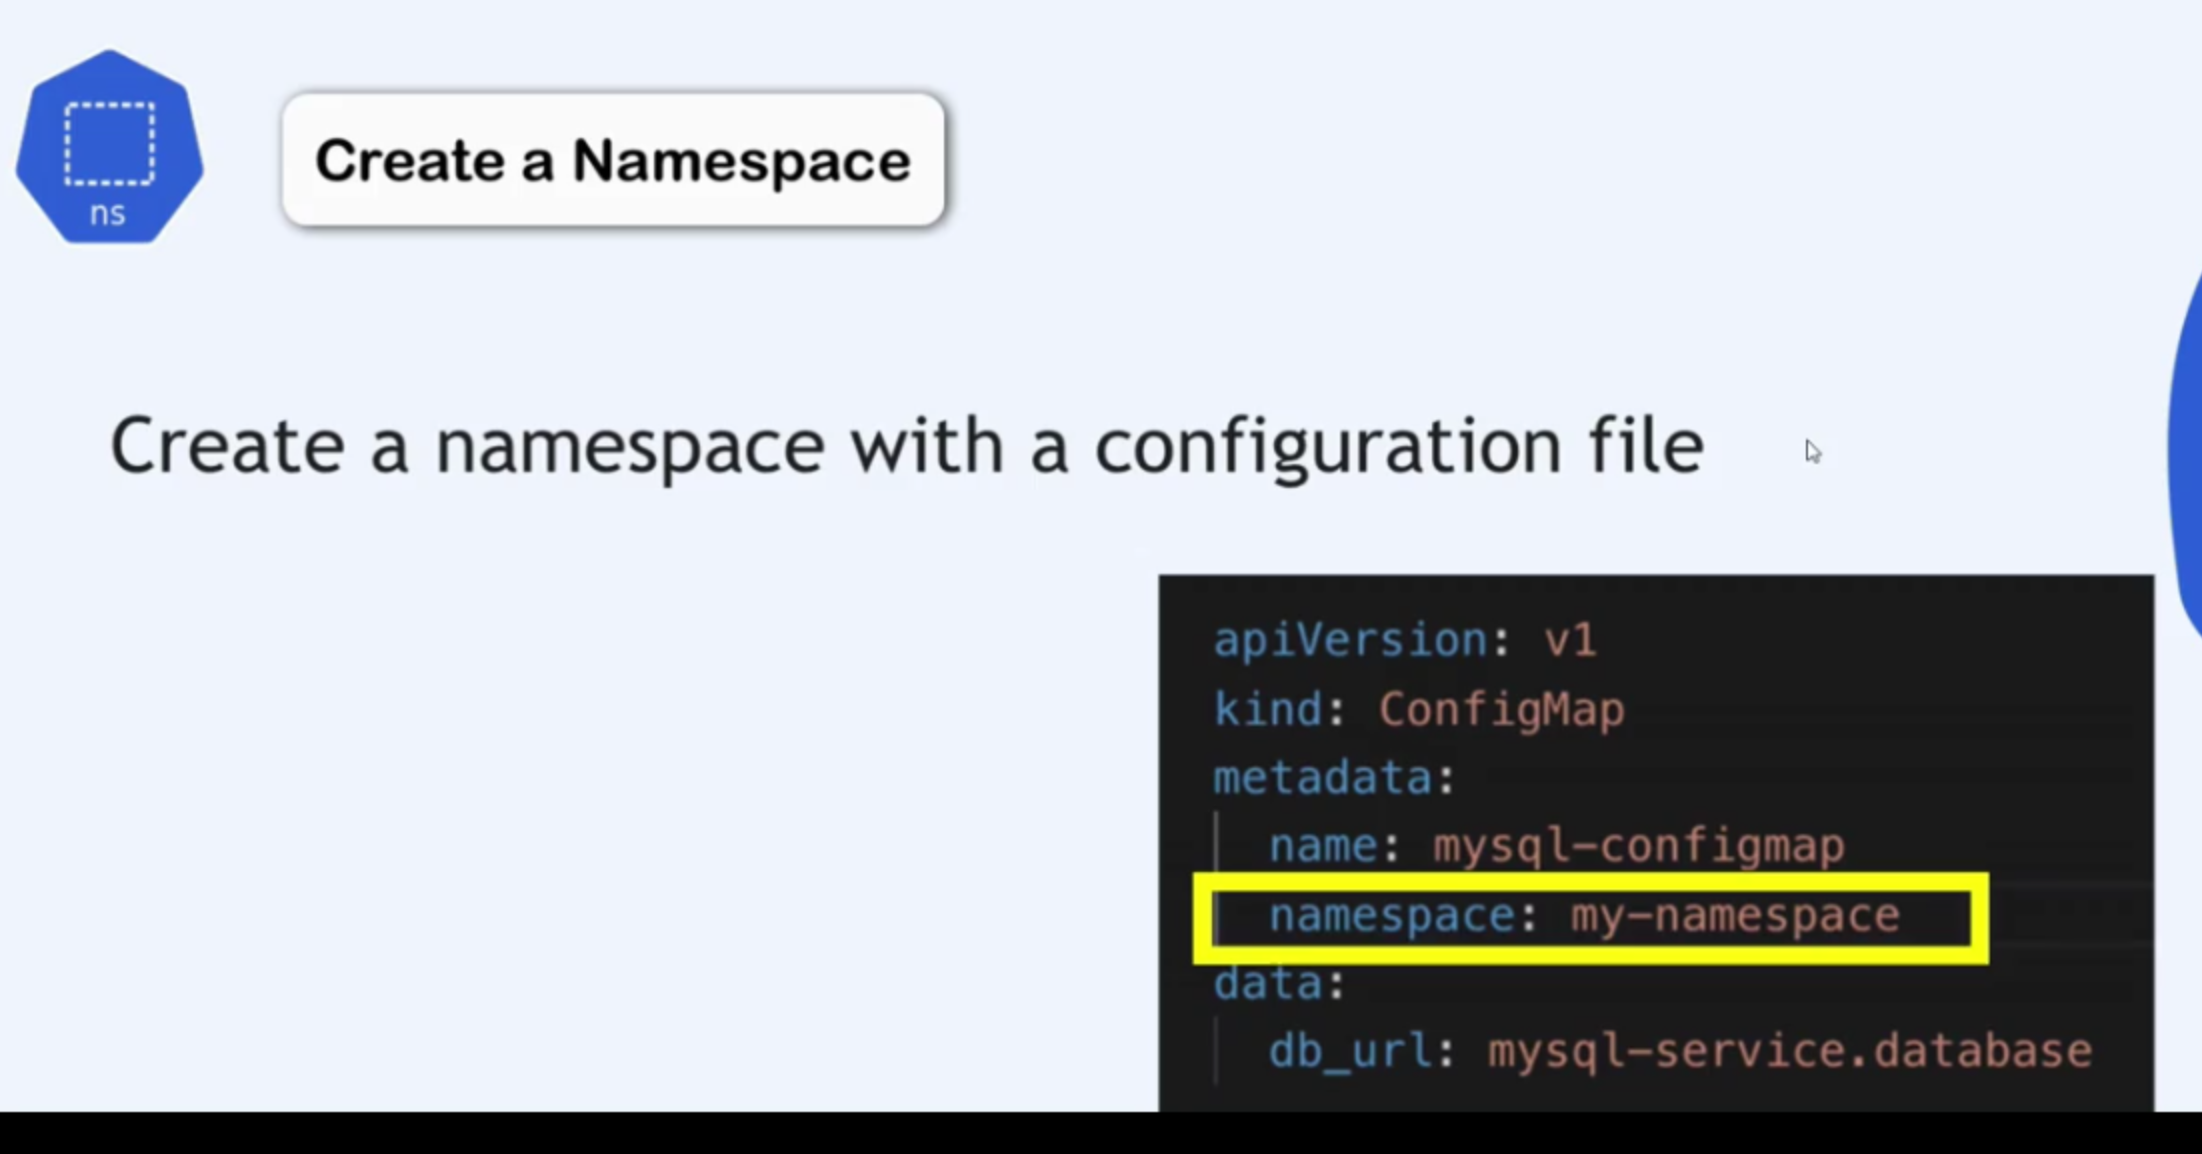 ns
Create a Namespace
Create a namespace with a configuration file
apiVersion: v1
kind: ConfigMap
metadata:
  name: mysql-configmap
  namespace: my-namespace
data:
  db_url: mysql-service.database